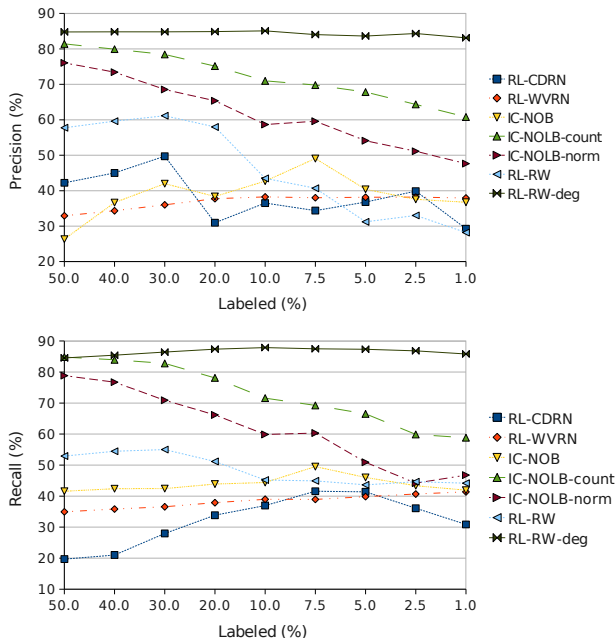 90
80
70
60
50
40
30
20
Precision (%)
50.0 40.0 30.0 20.0 10.0 7.5 5.0 2.5 1.0
Labeled (%)
RL-CDRN
RL-WVRN
IC-NOB
IC-NOLB-count
IC-NOLB-norm
RL-RW
RL-RW-deg
90
80
70
60
50
40
30
20
10
Recall (%)
50.0 40.0 30.0 20.0 10.0 7.5 5.0 2.5 1.0
Labeled (%)
RL-CDRN
RL-WVRN
IC-NOB
IC-NOLB-count
IC-NOLB-norm
RL-RW
RL-RW-deg